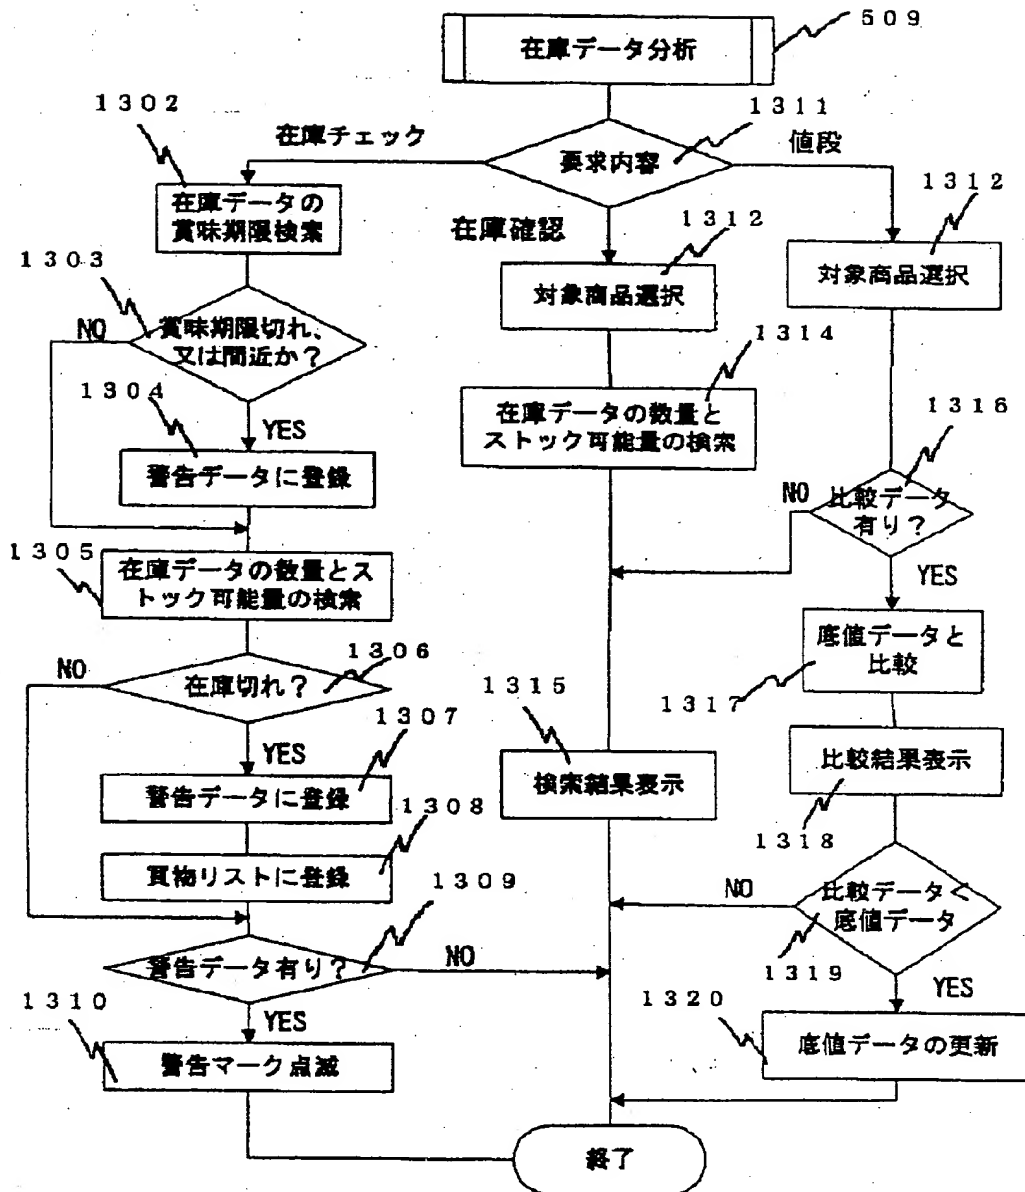 509
在庫データ分析
1302
1311
在庫チェック
要求内容
値段
1312
1312
在庫データの
賞味期限検索
在庫確認
1303
対象商品選択
対象商品選択
NO
賞味期限切れ、
又は間近か？
1314
1304
YES
在庫データの数量と
ストック可能量の検索
1316
警告データに登録
NO
比較データ
有り？
1305
在庫データの数量とス
トック可能量の検索
YES
底値データと
比較
NO
1306
在庫切れ？
1315
1317
1307
YES
比較結果表示
警告データに登録
検索結果表示
1308
1318
買物リストに登録
1309
NO
比較データ<
底値データ
警告データ有り？
NO
1319
1310
YES
1320
YES
警告マーク点滅
底値データの更新
終了